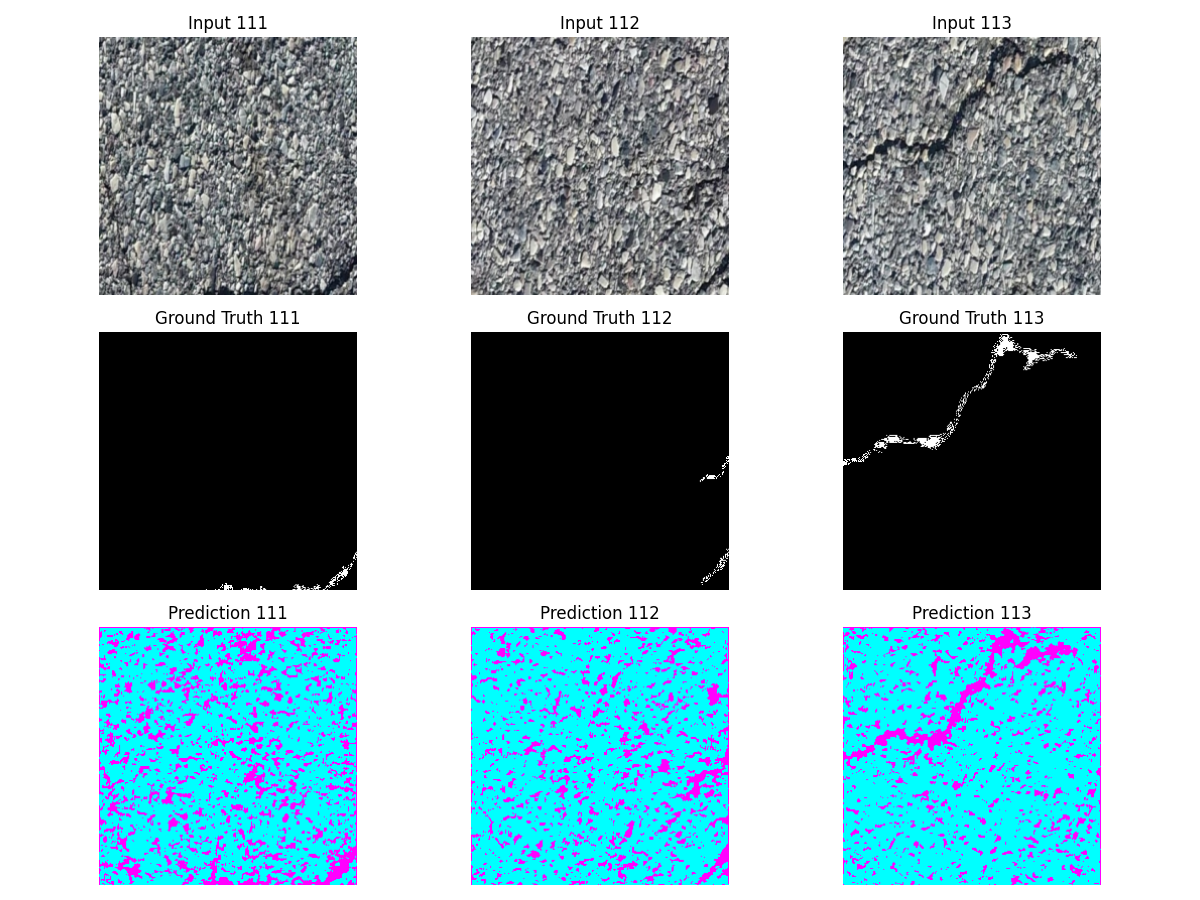 Input 111
Input 112
Input 113
Ground Truth 111
Ground Truth 112
Ground Truth 113
Prediction 111
Prediction 112
Prediction 113